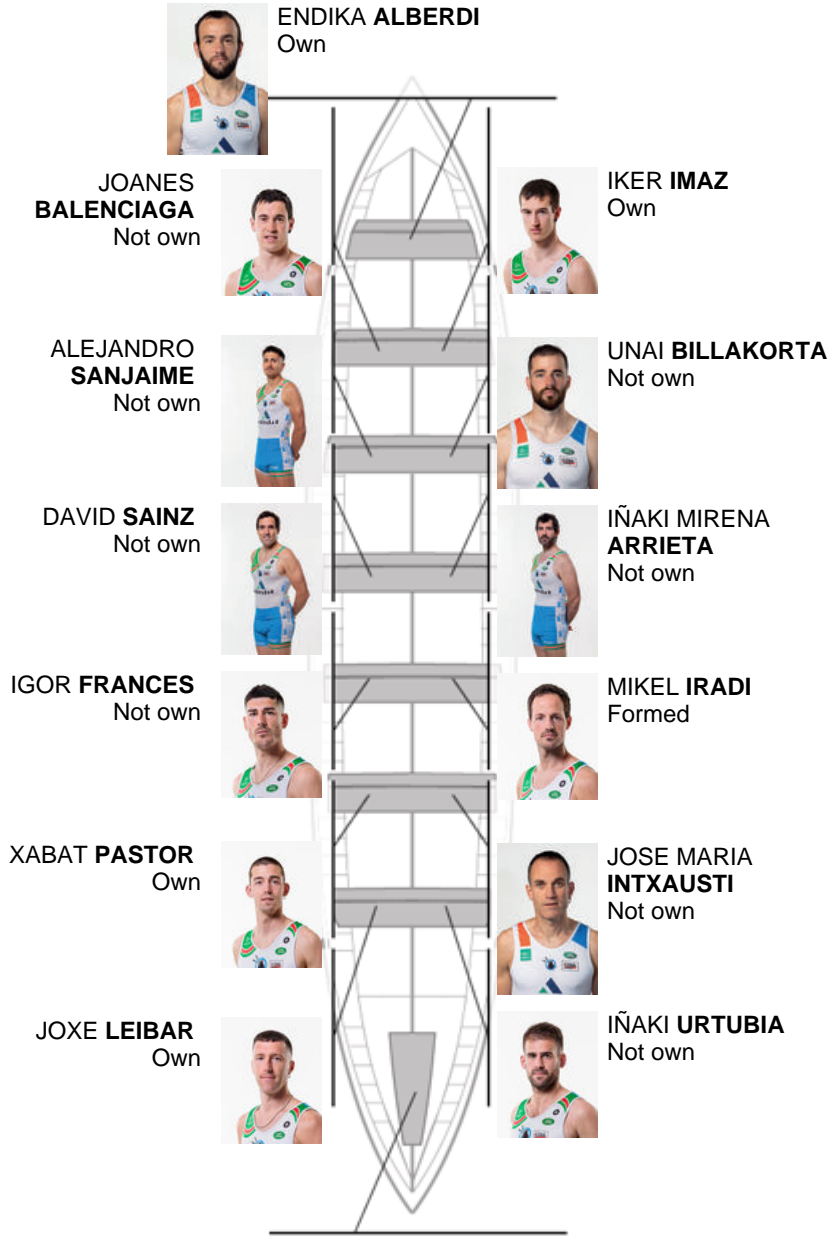 ENDIKA ALBERDI
Own
JOANES
BALENCIAGA
Not own
IKER IMAZ
Own
ALEJANDRO
SANJAIME
Not own
UNAI BILLAKORTA
Not own
DAVID SAINZ
Not own
IÑAKI MIRENA
ARRIETA
Not own
IGOR FRANCES
Not own
MIKEL IRADI
Formed
XABAT PASTOR
Own
JOSE MARIA
INTXAUSTI
Not own
JOXE LEIBAR
Own
IÑAKI URTUBIA
Not own